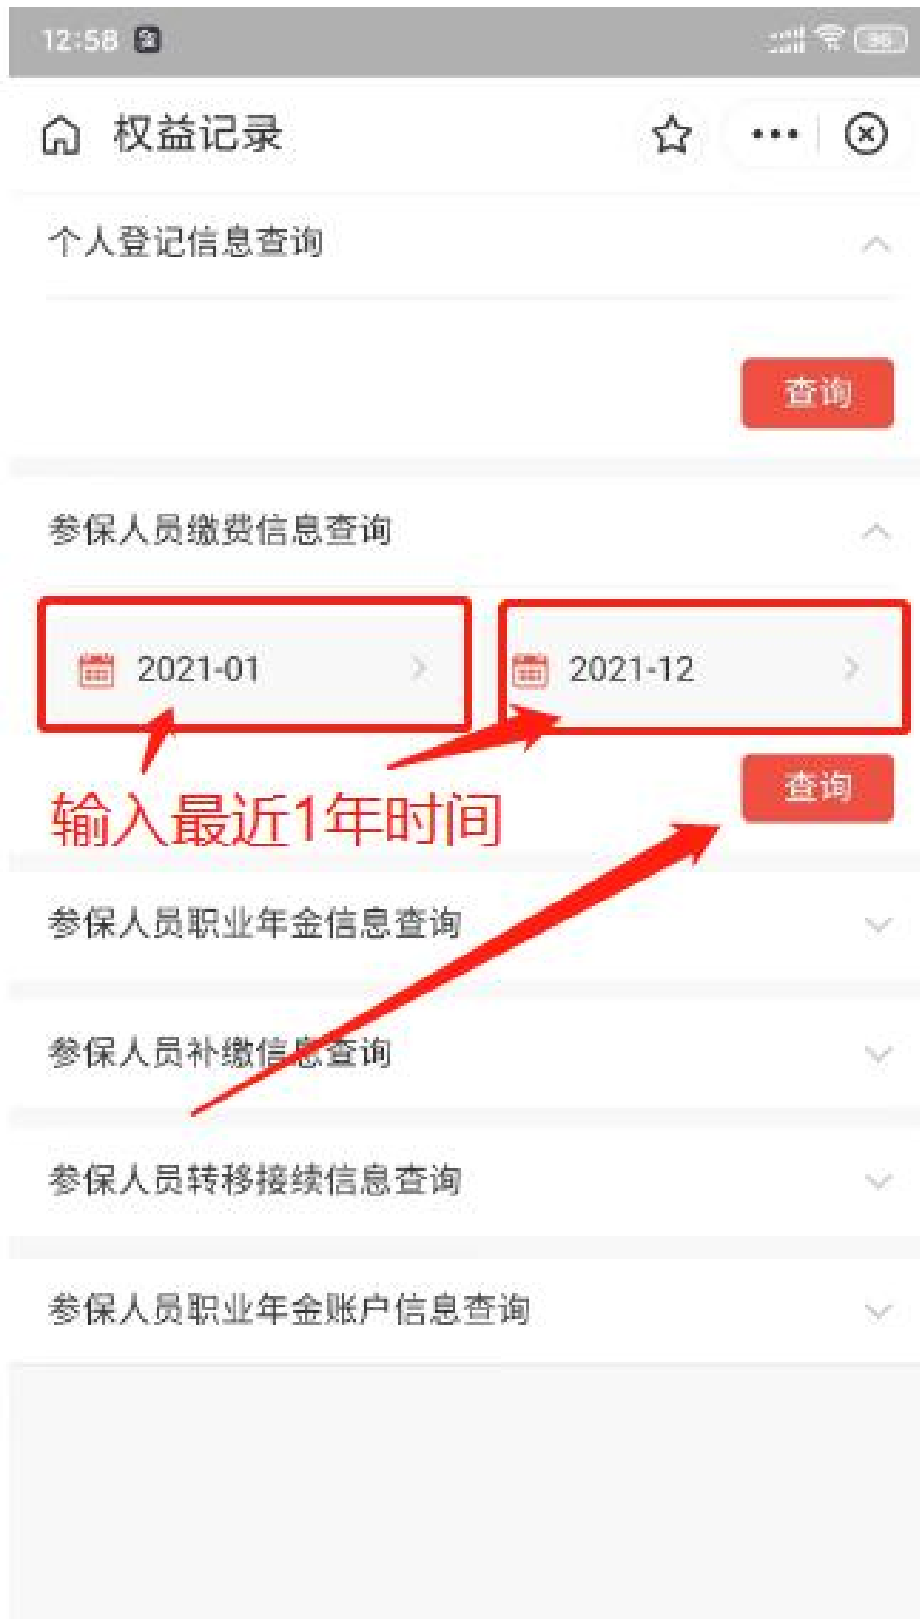 12:58
96
权益记录
个人登记信息查询
查询
参保人员缴费信息查询
2021-01
2021-12
查询
输入最近1年时间
参保人员职业年金信息查询
参保人员补缴信息查询
参保人员转移接续信息查询
参保人员职业年金账户信息查询